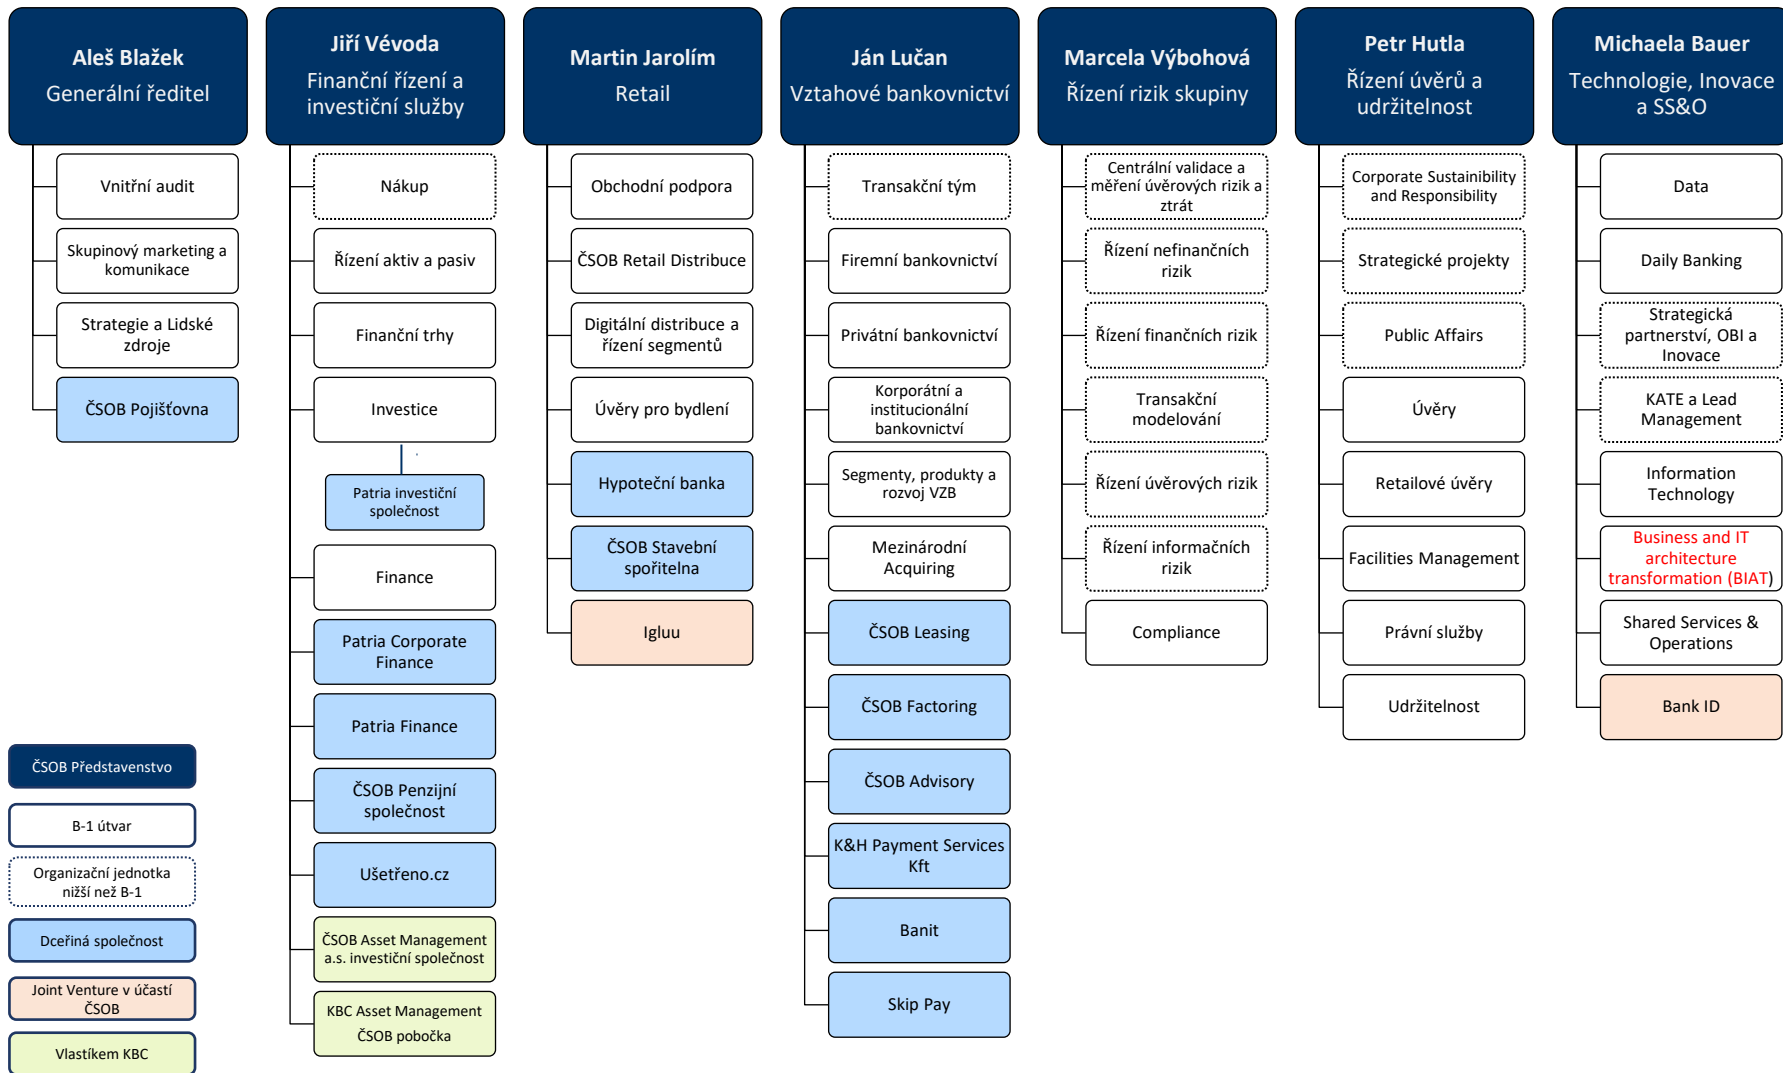 Aleš Blažek
Generální ředitel
Vnitřní audit
Skupinový marketing a
komunikace
Strategie a Lidské
zdroje
ČSOB Pojišťovna
Jiří Vévoda
Finanční řízení a
investiční služby
Nákup
Řízení aktiv a pasiv
Finanční trhy
Investice
Patria investiční
společnost
Finance
Patria Corporate
Finance
Patria Finance
ČSOB Penzijní
společnost
Ušetřeno.cz
ČSOB Asset Management
a.s. investiční společnost
KBC Asset Management
ČSOB pobočka
Martin Jarolím
Retail
Obchodní podpora
ČSOB Retail Distribuce
Digitální distribuce a
řízení segmentů
Úvěry pro bydlení
Hypoteční banka
ČSOB Stavební
spořitelna
Igluu
Ján Lučan
Vztahové bankovnictví
Transakční tým
Firemní bankovnictví
Privátní bankovnictví
Korporátní a
institucionální
bankovnictví
Segmenty, produkty a
rozvoj VZB
Mezinárodní
Acquiring
ČSOB Leasing
ČSOB Factoring
ČSOB Advisory
K&H Payment Services
Kft
Banit
Skip Pay
Marcela Výbohová
Řízení rizik skupiny
Centrální validace a
měření úvěrových rizik a
ztrát
Řízení nefinančních
rizik
Řízení finančních rizik
Transakční
modelování
Řízení úvěrových rizik
Řízení informačních
rizik
Compliance
Petr Hutla
Řízení úvěrů a
udržitelnost
Corporate Sustainibility
and Responsibility
Strategické projekty
Public Affairs
Úvěry
Retailové úvěry
Facilities Management
Právní služby
Udržitelnost
Michaela Bauer
Technologie, Inovace
a SS&O
Data
Daily Banking
Strategická
partnerství, OBI a
Inovace
KATE a Lead
Management
Information
Technology
Business and IT
architecture
transformation (BIAT)
Shared Services &
Operations
Bank ID
ČSOB Představenstvo
B-1 útvar
Organizační jednotka
nižší než B-1
Dceřiná společnost
Joint Venture v účastí
ČSOB
Vlastíkem KBC